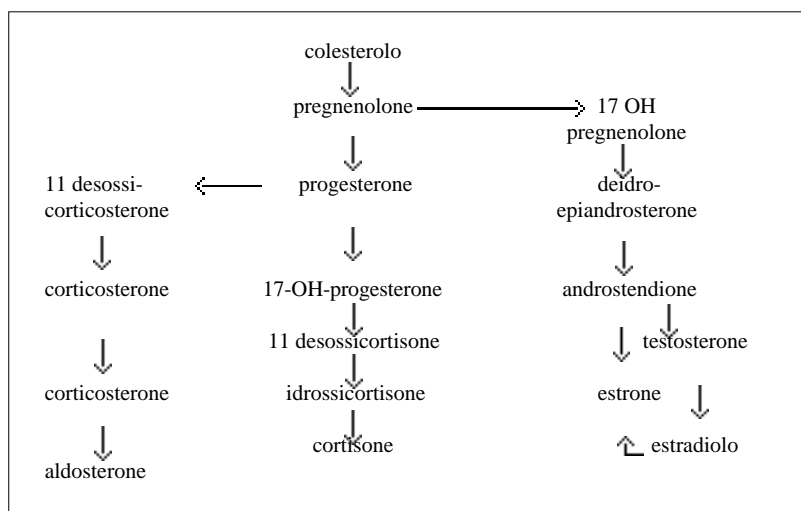 colesterolo
pregnenolone
17 OH
pregnenolone
11 desossi-
corticosterone
progesterone
deidro-
epiandrosterone
corticosterone
17-OH-progesterone
androstendione
11 desossicortisone
testosterone
corticosterone
idrossicortisone
estrone
cortisone
estradiolo
aldosterone